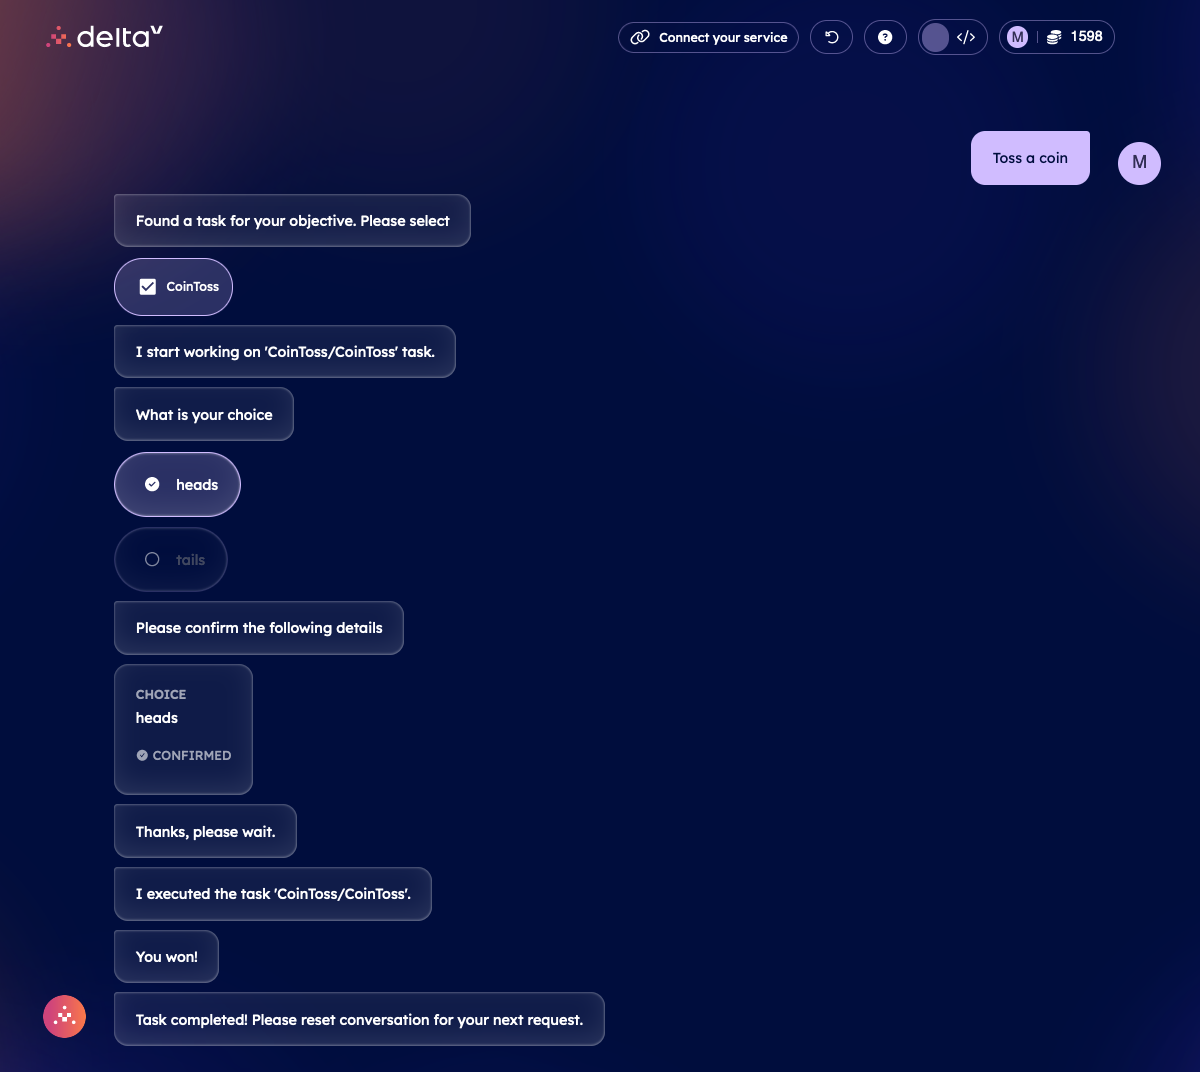 deltaV
Connect your service
M
1598
Toss a coin
M
Found a task for your objective. Please select
CoinToss
I start working on 'CoinToss/CoinToss' task.
What is your choice
heads
tails
Please confirm the following details
CHOICE
heads
CONFIRMED
Thanks, please wait.
I executed the task 'CoinToss/CoinToss'.
You won!
Task completed! Please reset conversation for your next request.